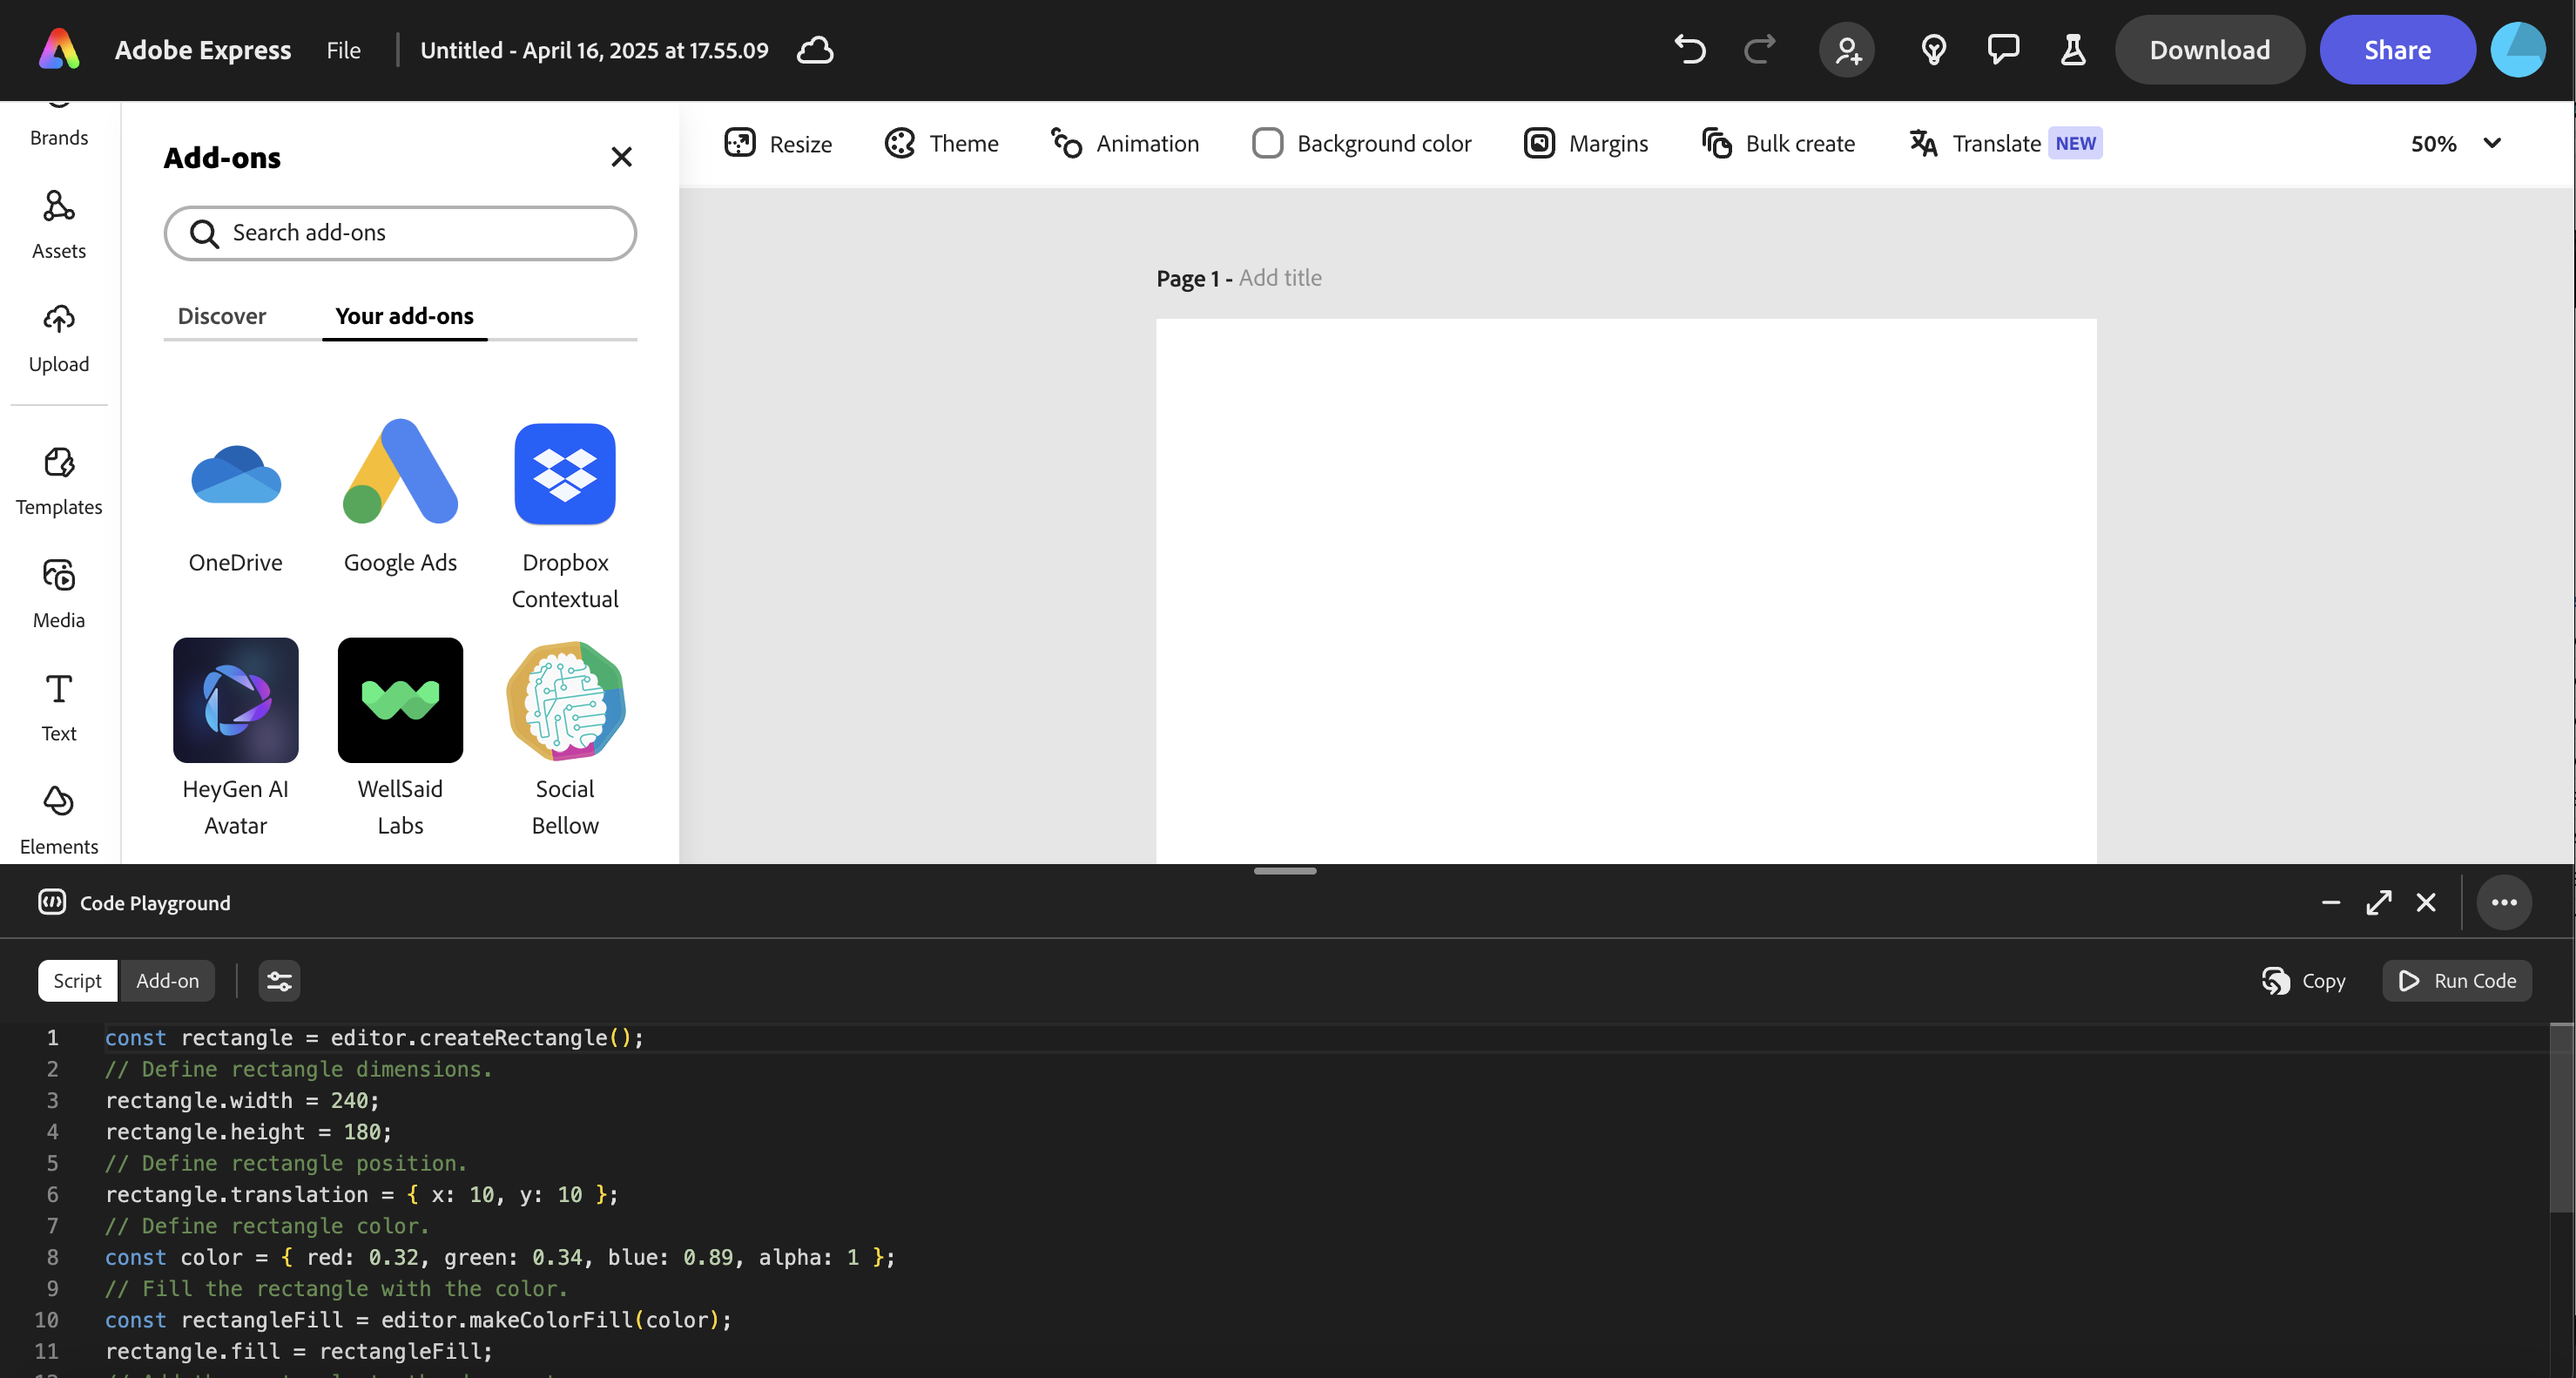 Adobe Express File Untitled - April 16, 2025 at 17.55.09 Download Share
Brands
Assets
Upload
Templates
Media
Text
Elements
Add-ons
Search add-ons
Discover Your add-ons
OneDrive Google Ads Dropbox
Contextual
HeyGen AI WellSaid Social
Avatar Labs Bellow
Resize Theme Animation Background color Margins Bulk create Translate NEW 50%
Page 1 - Add title
Code Playground
Script Add-on Copy Run Code
1 const rectangle = editor.createRectangle();
2 // Define rectangle dimensions.
3 rectangle.width = 240;
4 rectangle.height = 180;
5 // Define rectangle position.
6 rectangle.translation = { x: 10, y: 10 };
7 // Define rectangle color.
8 const color = { red: 0.32, green: 0.34, blue: 0.89, alpha: 1 };
9 // Fill the rectangle with the color.
10 const rectangleFill = editor.makeColorFill(color);
11 rectangle.fill = rectangleFill;